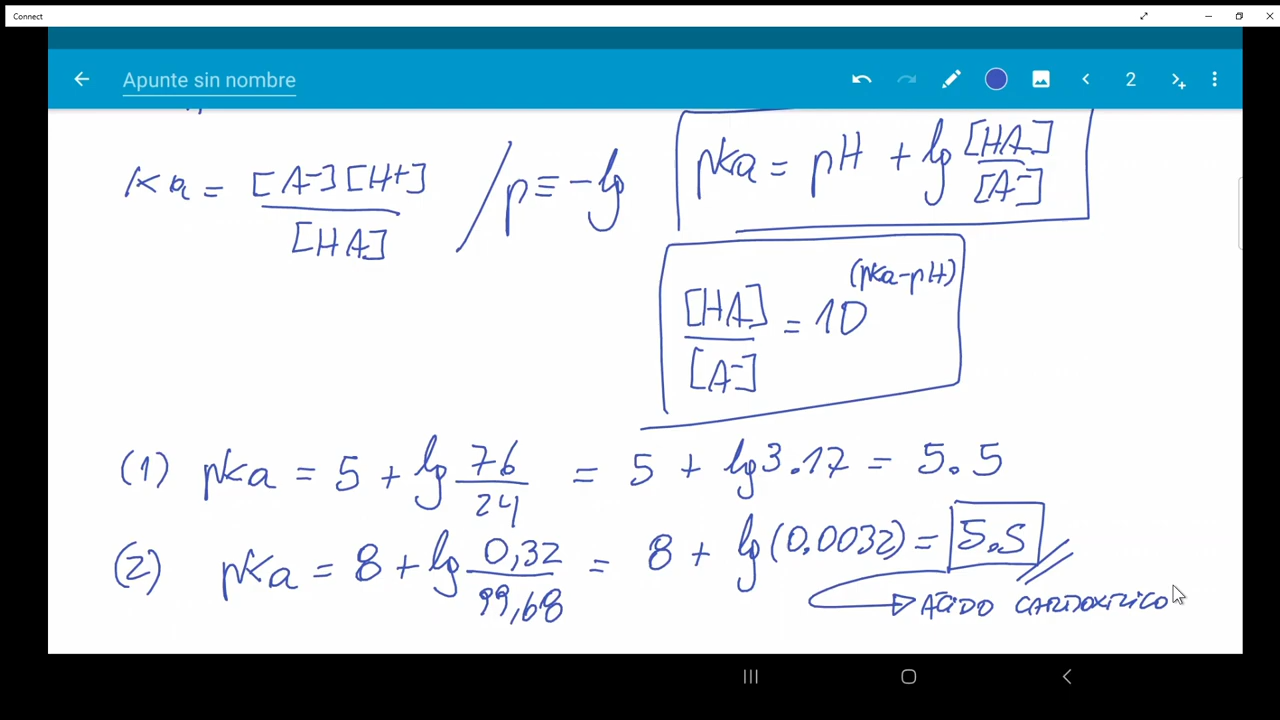 Connect
Apunte sin nombre
2
Ka = [A-][H+] / [HA] / p ≡ -lg
pKa = pH + lg [HA] / [A-]
[HA] / [A-] = 10^(pKa-pH)
(1) pKa = 5 + lg 76 / 24 = 5 + lg 3.17 = 5.5
(2) pKa = 8 + lg 0,32 / 99,68 = 8 + lg (0.0032) = 5.5
ÁCIDO CARBOXÍLICO